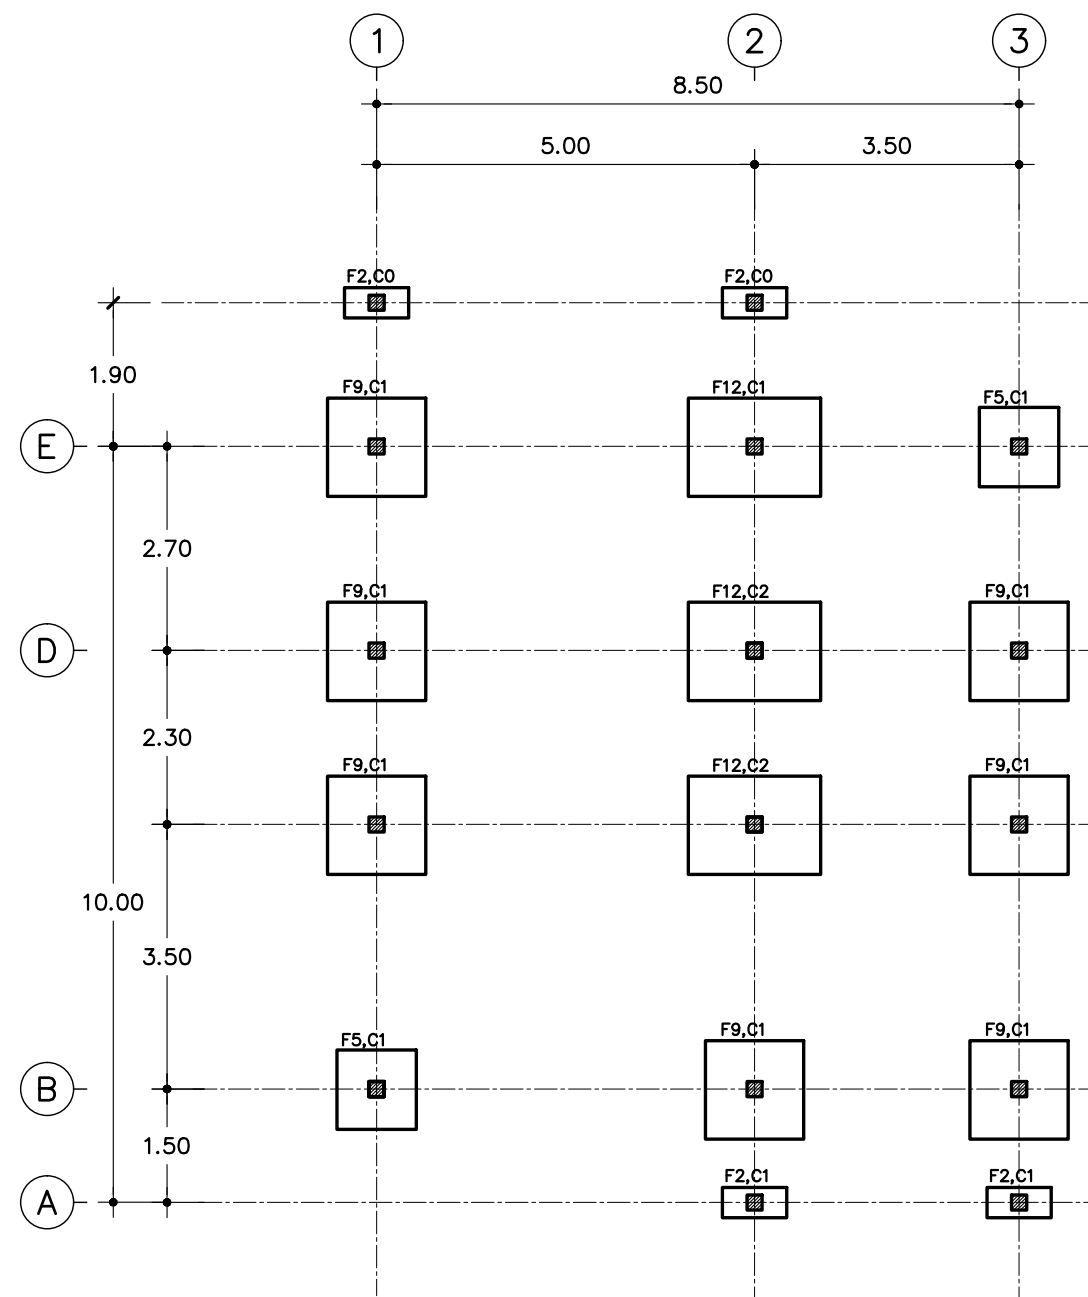 1 2 3
8.50
5.00 3.50
F2,C0 F2,C0
1.90
F9,C1 F12,C1 F5,C1
E
2.70
F9,C1 F12,C2 F9,C1
D
2.30
F9,C1 F12,C2 F9,C1
10.00
3.50
F5,C1 F9,C1 F9,C1
B
1.50
F2,C1 F2,C1
A